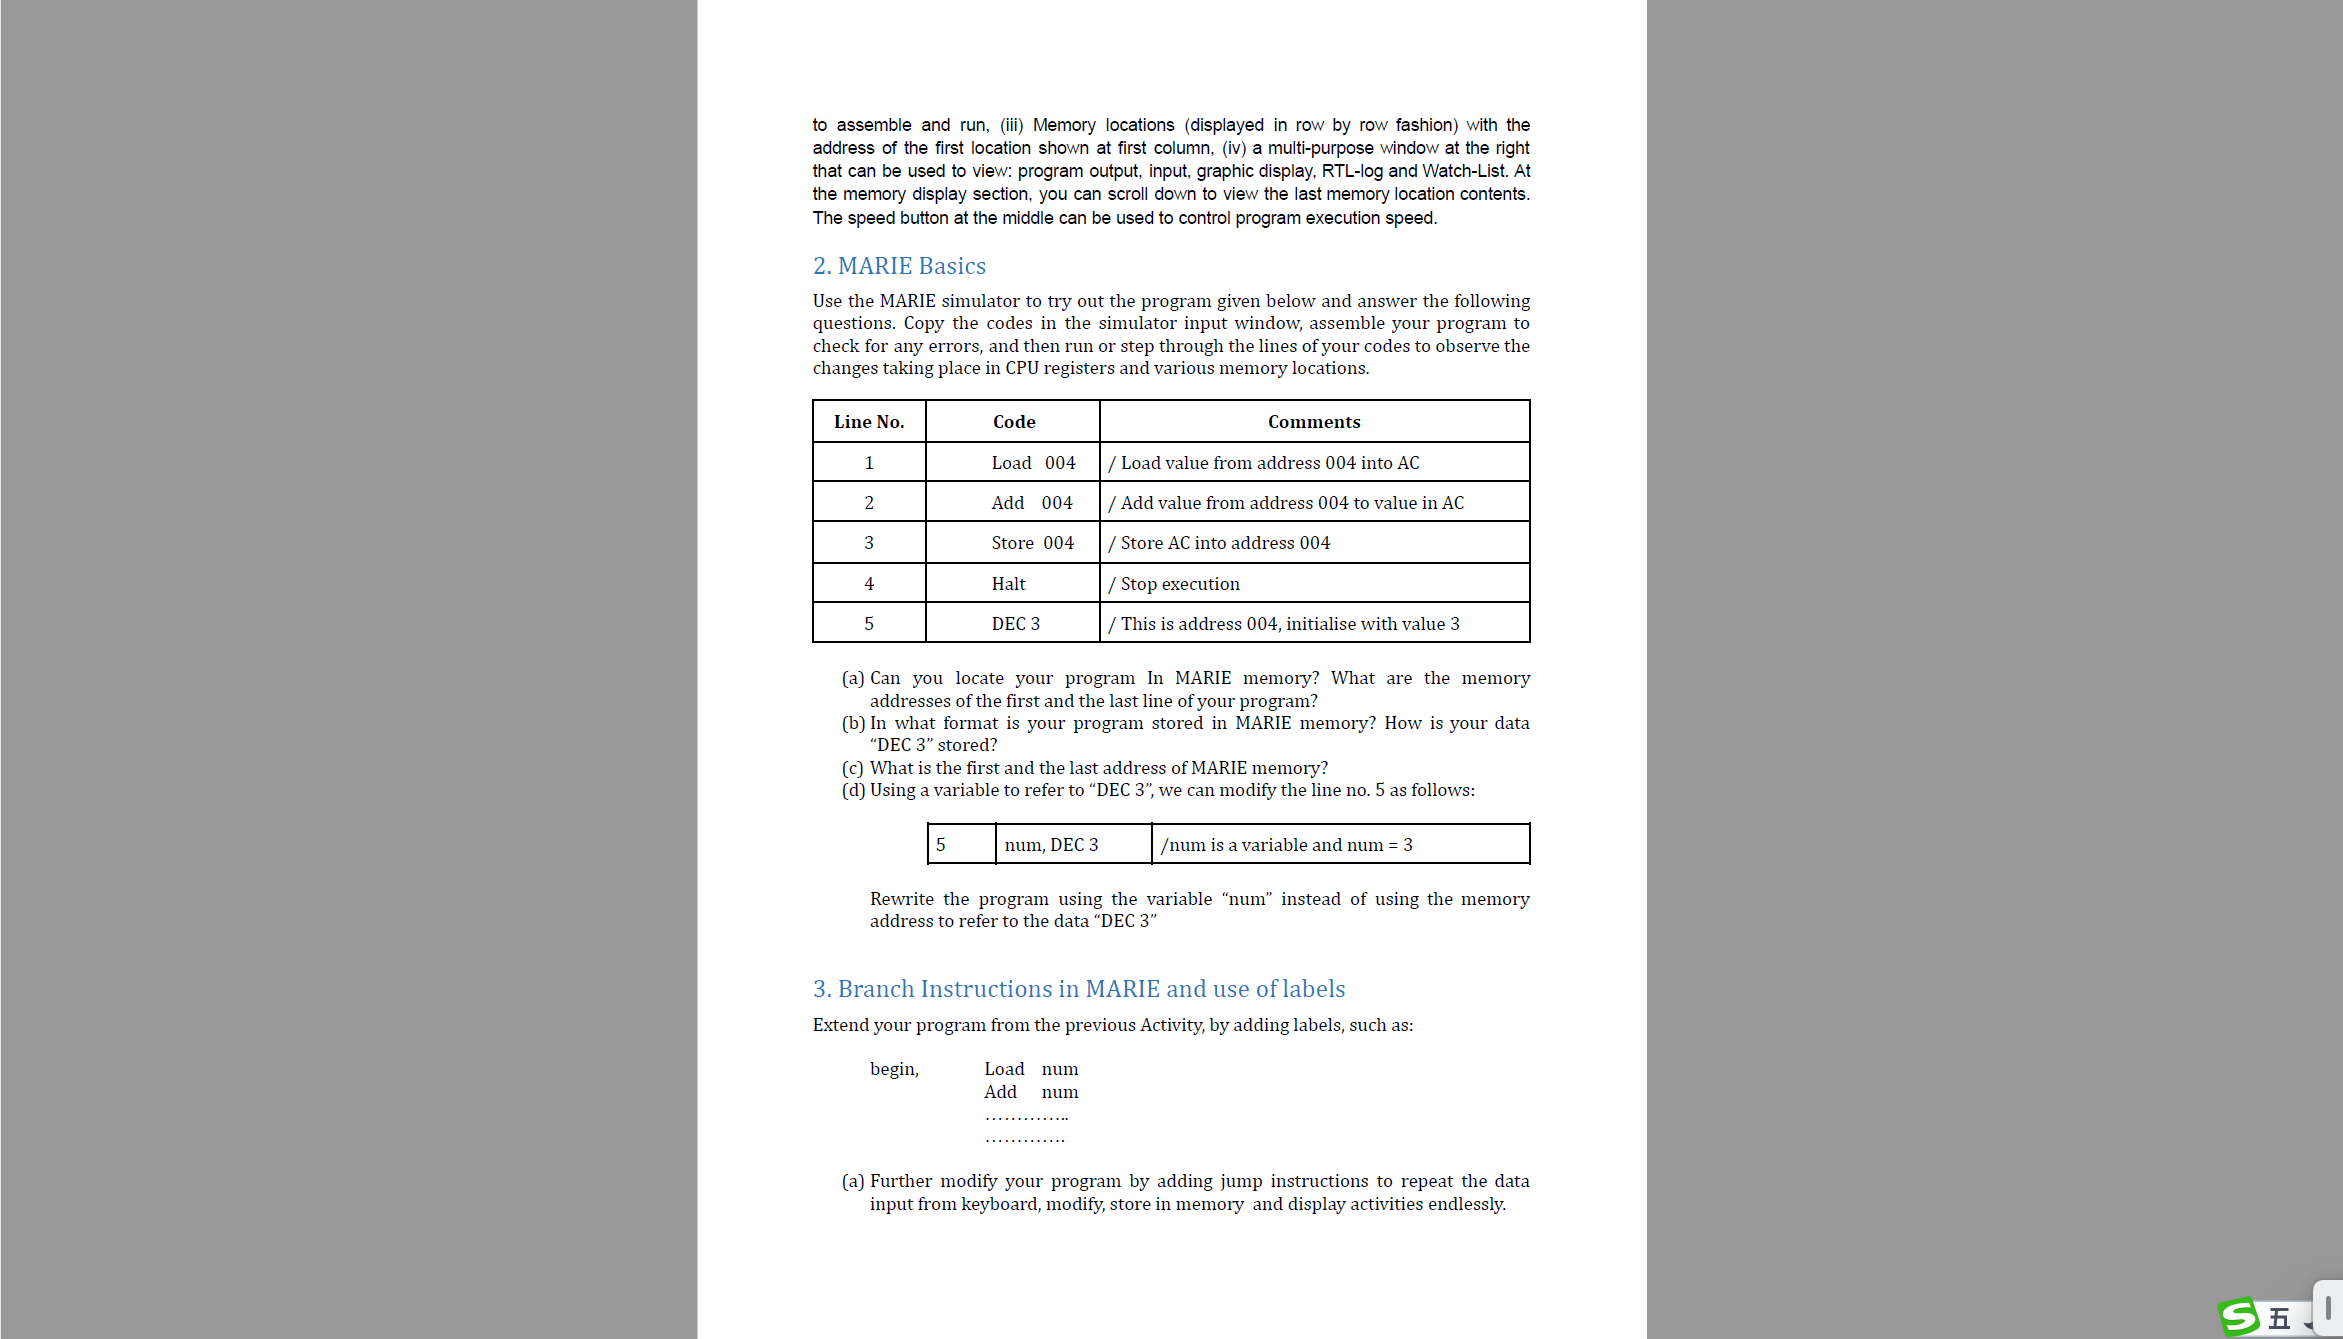 to assemble and run, (iii) Memory locations (displayed in row by row fashion) with the
address of the first location shown at first column, (iv) a multi-purpose window at the right
that can be used to view: program output, input, graphic display, RTL-log and Watch-List. At
the memory display section, you can scroll down to view the last memory location contents.
The speed button at the middle can be used to control program execution speed.
2. MARIE Basics
Use the MARIE simulator to try out the program given below and answer the following
questions. Copy the codes in the simulator input window, assemble your program to
check for any errors, and then run or step through the lines of your codes to observe the
changes taking place in CPU registers and various memory locations.
Line No. Code Comments
1 Load 004 / Load value from address 004 into AC
2 Add 004 / Add value from address 004 to value in AC
3 Store 004 / Store AC into address 004
4 Halt / Stop execution
5 DEC 3 / This is address 004, initialise with value 3
(a) Can you locate your program In MARIE memory? What are the memory
addresses of the first and the last line of your program?
(b) In what format is your program stored in MARIE memory? How is your data
“DEC 3” stored?
(c) What is the first and the last address of MARIE memory?
(d) Using a variable to refer to “DEC 3”, we can modify the line no. 5 as follows:
5 num, DEC 3 /num is a variable and num = 3
Rewrite the program using the variable “num” instead of using the memory
address to refer to the data “DEC 3”
3. Branch Instructions in MARIE and use of labels
Extend your program from the previous Activity, by adding labels, such as:
begin, Load num
Add num
…………..
………….
(a) Further modify your program by adding jump instructions to repeat the data
input from keyboard, modify, store in memory and display activities endlessly.
S 五